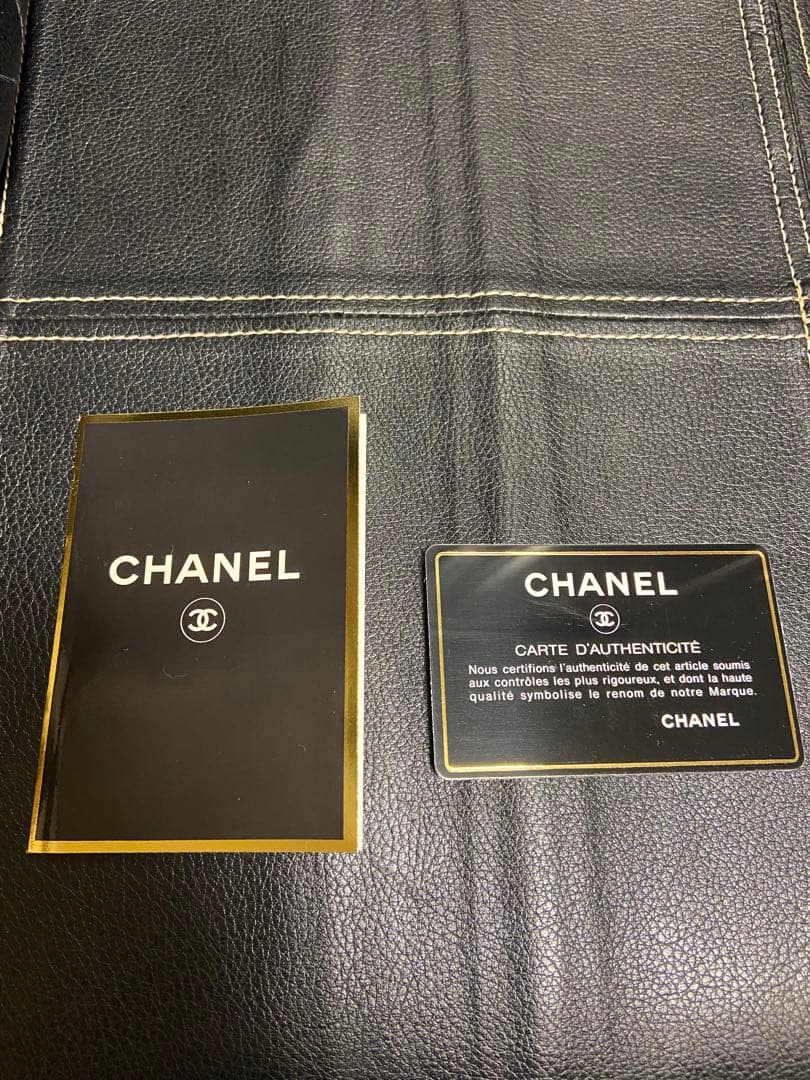 CHANEL
CHANEL
CARTE D'AUTHENTICITÉ
Nous certifions l'authenticité de cet article soumis
aux contrôles les plus rigoureux, et dont la haute
qualité symbolise le renom de notre Marque.
CHANEL